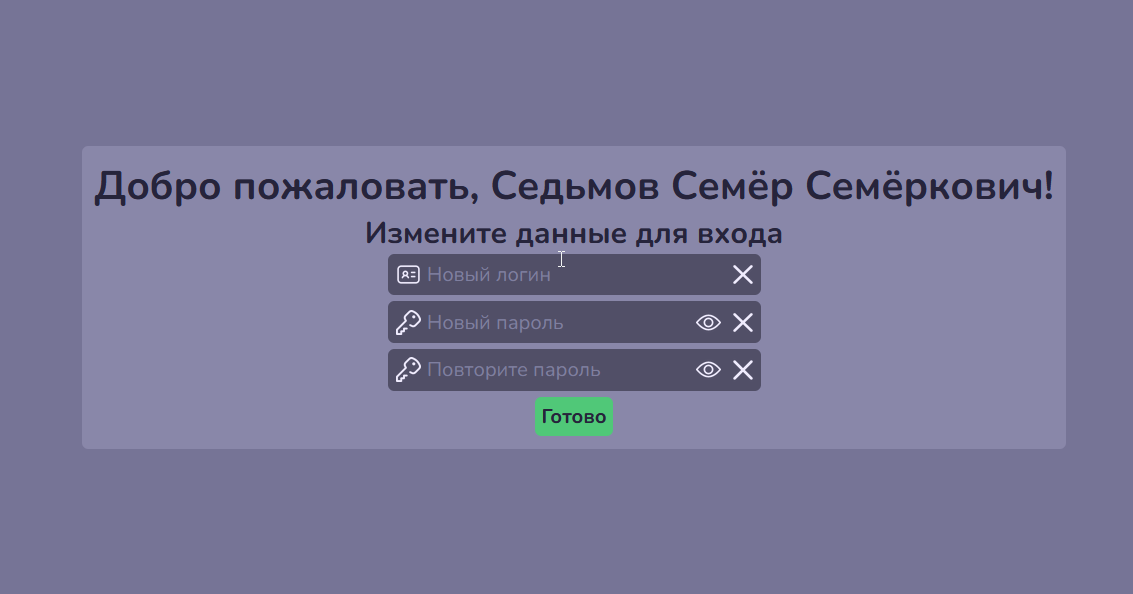 Добро пожаловать, Седьмов Семёр Семёркович!
Измените данные для входа
Новый логин
Новый пароль
Повторите пароль
Готово